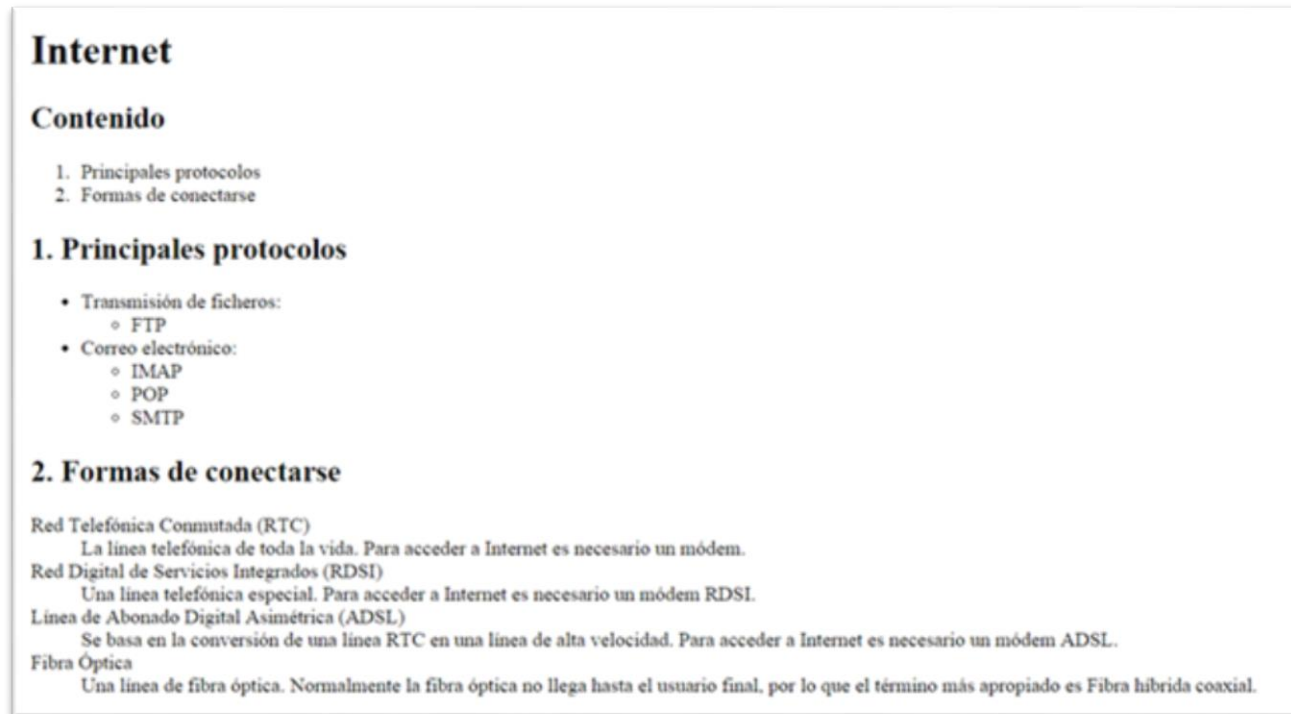 Internet
Contenido
1. Principales protocolos
2. Formas de conectarse
1. Principales protocolos
• Transmisión de ficheros:
◦ FTP
• Correo electrónico:
◦ IMAP
◦ POP
◦ SMTP
2. Formas de conectarse
Red Telefónica Conmutada (RTC)
La línea telefónica de toda la vida. Para acceder a Internet es necesario un módem.
Red Digital de Servicios Integrados (RDSI)
Una línea telefónica especial. Para acceder a Internet es necesario un módem RDSI.
Línea de Abonado Digital Asimétrica (ADSL)
Se basa en la conversión de una línea RTC en una línea de alta velocidad. Para acceder a Internet es necesario un módem ADSL.
Fibra Óptica
Una línea de fibra óptica. Normalmente la fibra óptica no llega hasta el usuario final, por lo que el término más apropiado es Fibra híbrida coaxial.